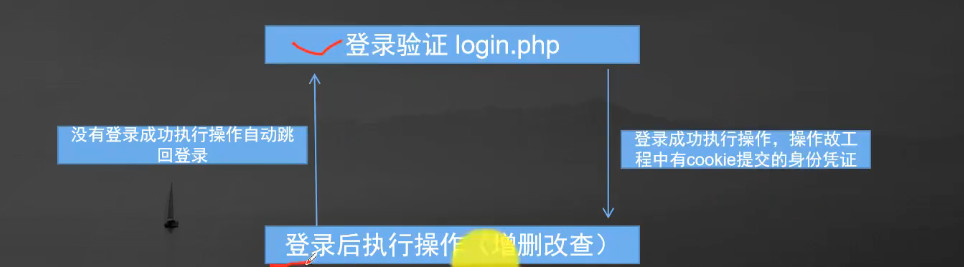 登录验证 login.php
没有登录成功执行操作自动跳
回登录
登录成功执行操作，操作故工
程中有cookie提交的身份凭证
登录后执行操作（增删改查）